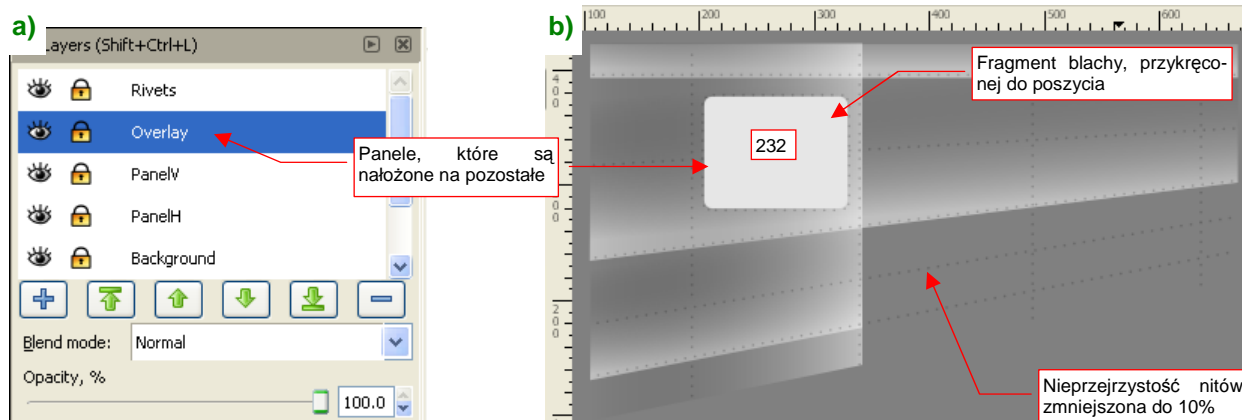 a)
Layers (Shift+Ctrl+L)
Rivets
Overlay
PanelV
PanelH
Background
Blend mode:
Normal
Opacity, %
100.0
Panele, które są
nałożone na pozostałe
b)
100
200
300
400
500
600
400
200
232
Fragment blachy, przykręco-
nej do poszycia
Nieprzejrzystość nitów
zmniejszona do 10%